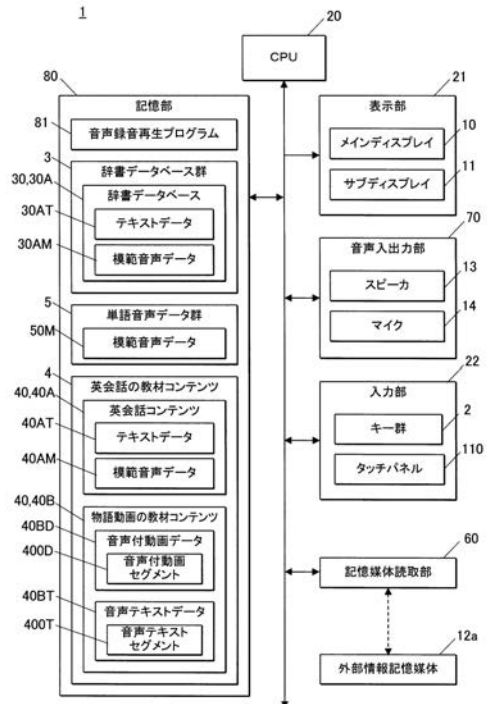 1
20
CPU
80
記憶部
81
音声録音再生プログラム
3
辞書データベース群
30,30A
辞書データベース
30AT
テキストデータ
30AM
模範音声データ
5
単語音声データ群
50M
模範音声データ
4
英会話の教材コンテンツ
40,40A
英会話コンテンツ
40AT
テキストデータ
40AM
模範音声データ
40,40B
物語動画の教材コンテンツ
40BD
音声付動画データ
400D
音声付動画
セグメント
40BT
音声テキストデータ
400T
音声テキスト
セグメント
21
表示部
10
メインディスプレイ
11
サブディスプレイ
70
音声入出力部
13
スピーカ
14
マイク
22
入力部
2
キー群
110
タッチパネル
60
記憶媒体読取部
12a
外部情報記憶媒体